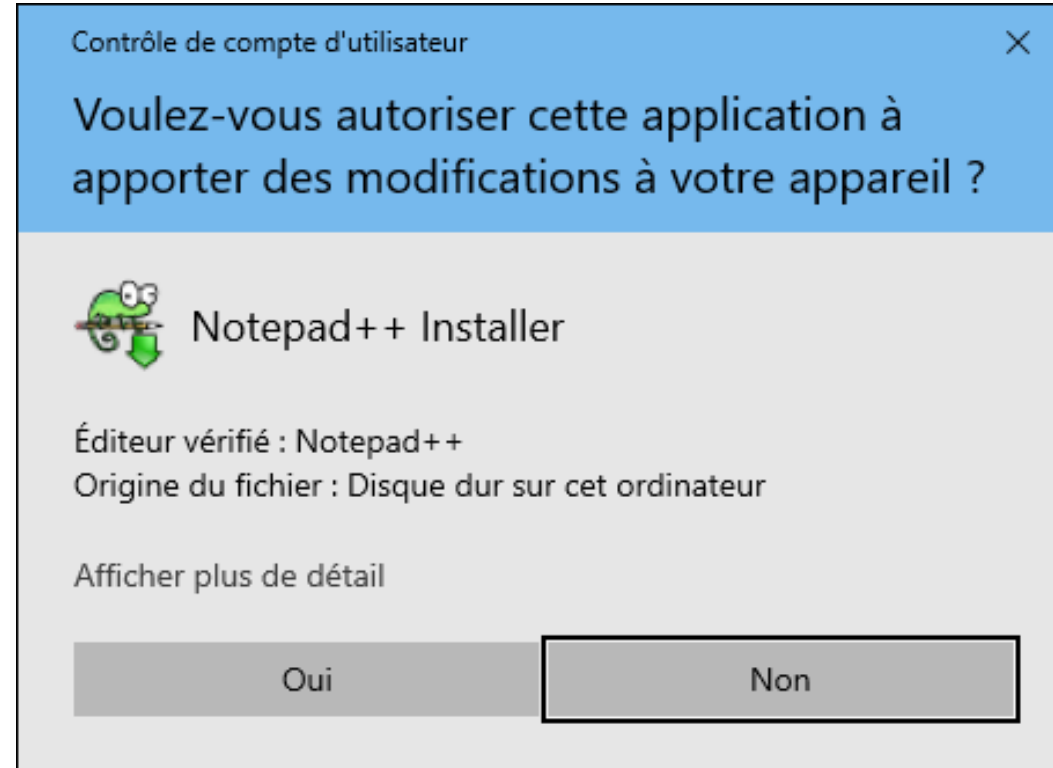 Contrôle de compte d'utilisateur
Voulez-vous autoriser cette application à
apporter des modifications à votre appareil ?
Notepad++ Installer
Éditeur vérifié : Notepad++
Origine du fichier : Disque dur sur cet ordinateur
Afficher plus de détail
Oui
Non